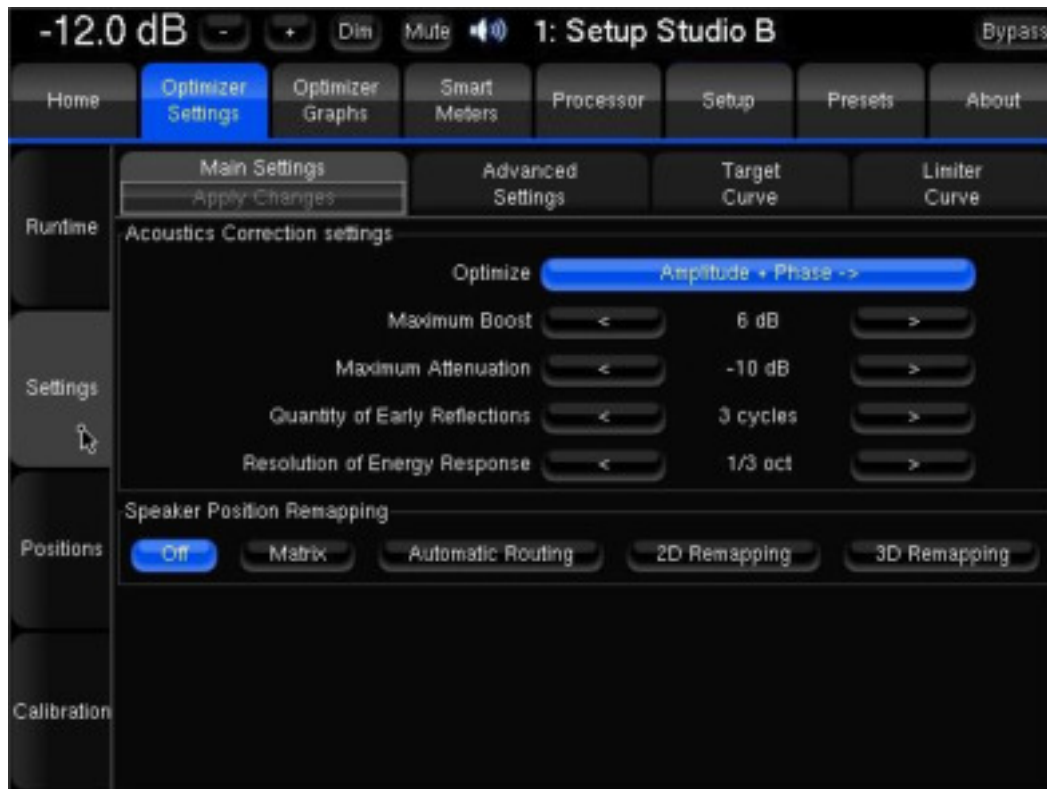 -12.0 dB - + Dim Mute 1: Setup Studio B Bypass
Home
Optimizer
Settings
Optimizer
Graphs
Smart
Meters
Processor
Setup
Presets
About
Runtime
Settings
Positions
Calibration
Main Settings
Apply Changes
Advanced
Settings
Target
Curve
Limiter
Curve
Acoustics Correction settings
Optimize Amplitude + Phase ->
Maximum Boost < 6 dB >
Maximum Attenuation < -10 dB >
Quantity of Early Reflections < 3 cycles >
Resolution of Energy Response < 1/3 oct >
Speaker Position Remapping
Off Matrix Automatic Routing 2D Remapping 3D Remapping